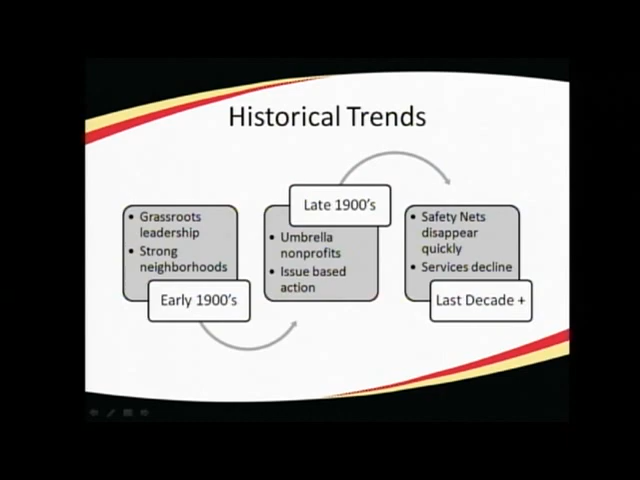 Historical Trends
• Grassroots
leadership
• Strong
neighborhoods
Early 1900's
Late 1900's
• Umbrella
nonprofits
• Issue based
action
• Safety Nets
disappear
quickly
• Services decline
Last Decade +